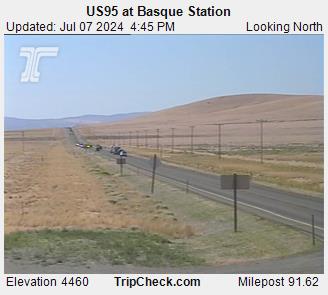 US95 at Basque Station
Updated: Jul 07 2024 4:45 PM Looking North
Elevation 4460 TripCheck.com Milepost 91.62